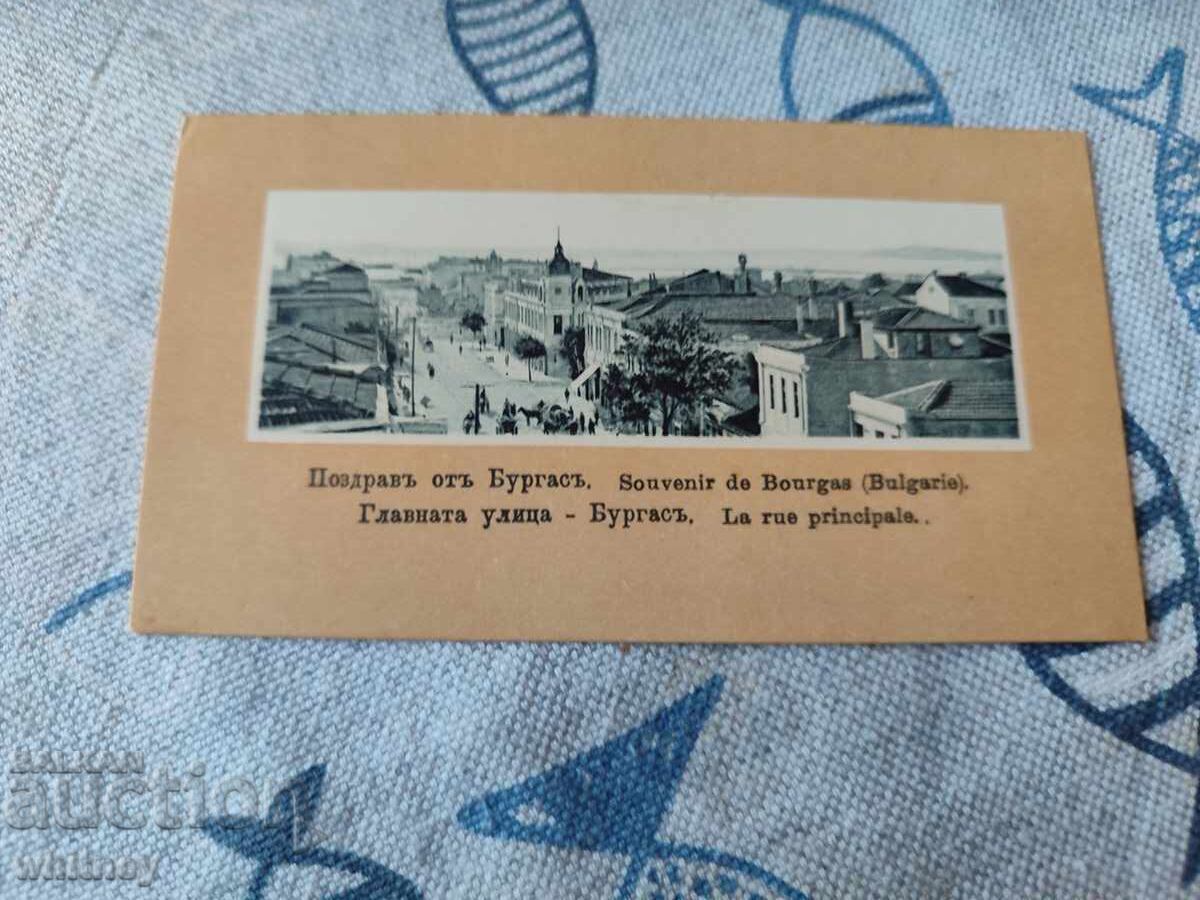 Поздравъ отъ Бургасъ. Souvenir de Bourgas (Bulgarie).
Главната улица - Бургасъ. La rue principale..
BALKAN
auction
whitney